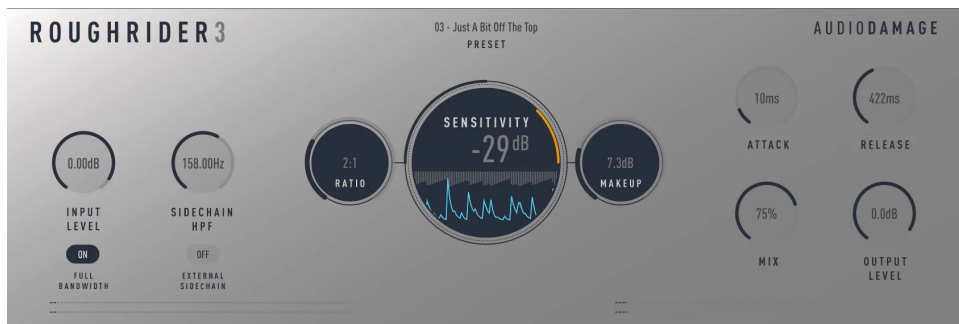 ROUGHRIDER3
03 - Just A Bit Off The Top
PRESET
AUDIODAMAGE
0.00dB
INPUT
LEVEL
ON
FULL
BANDWIDTH
158.00Hz
SIDECHAIN
HPF
OFF
EXTERNAL
SIDECHAIN
2:1
RATIO
SENSITIVITY
-29 dB
7.3dB
MAKEUP
10ms
ATTACK
422ms
RELEASE
75%
MIX
0.0dB
OUTPUT
LEVEL